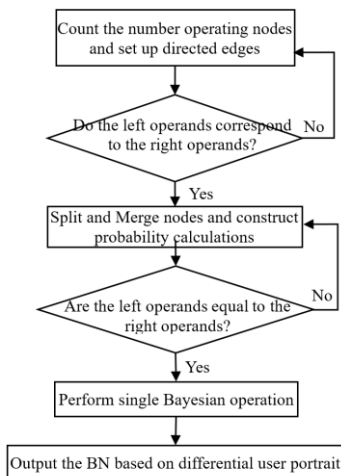 Count the number operating nodes
and set up directed edges
Do the left operands correspond
to the right operands?
No
Yes
Split and Merge nodes and construct
probability calculations
Are the left operands equal to the
right operands?
No
Yes
Perform single Bayesian operation
Output the BN based on differential user portrait